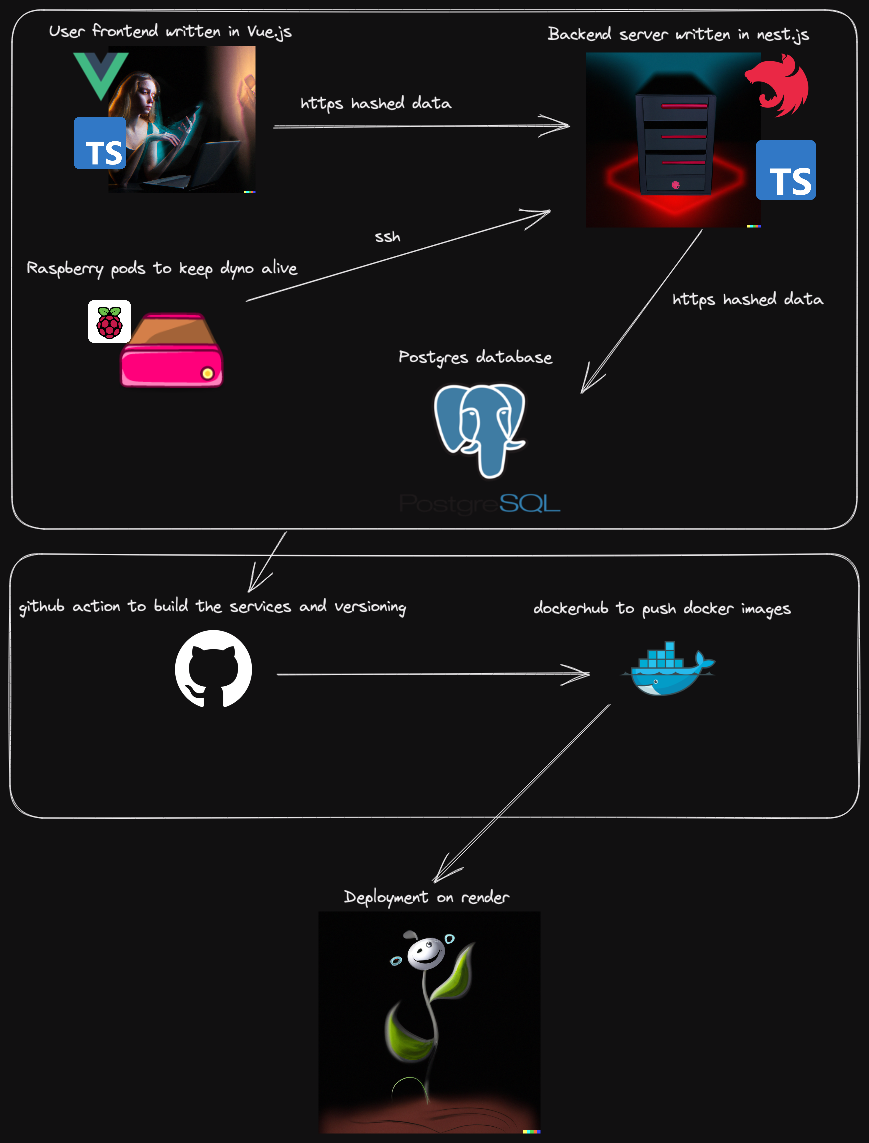 User frontend written in Vue.js
Backend server written in nest.js
TS
https hashed data
TS
ssh
Raspberry pods to keep dyno alive
https hashed data
Postgres database
PostgreSQL
github action to build the services and versioning
dockerhub to push docker images
Deployment on render